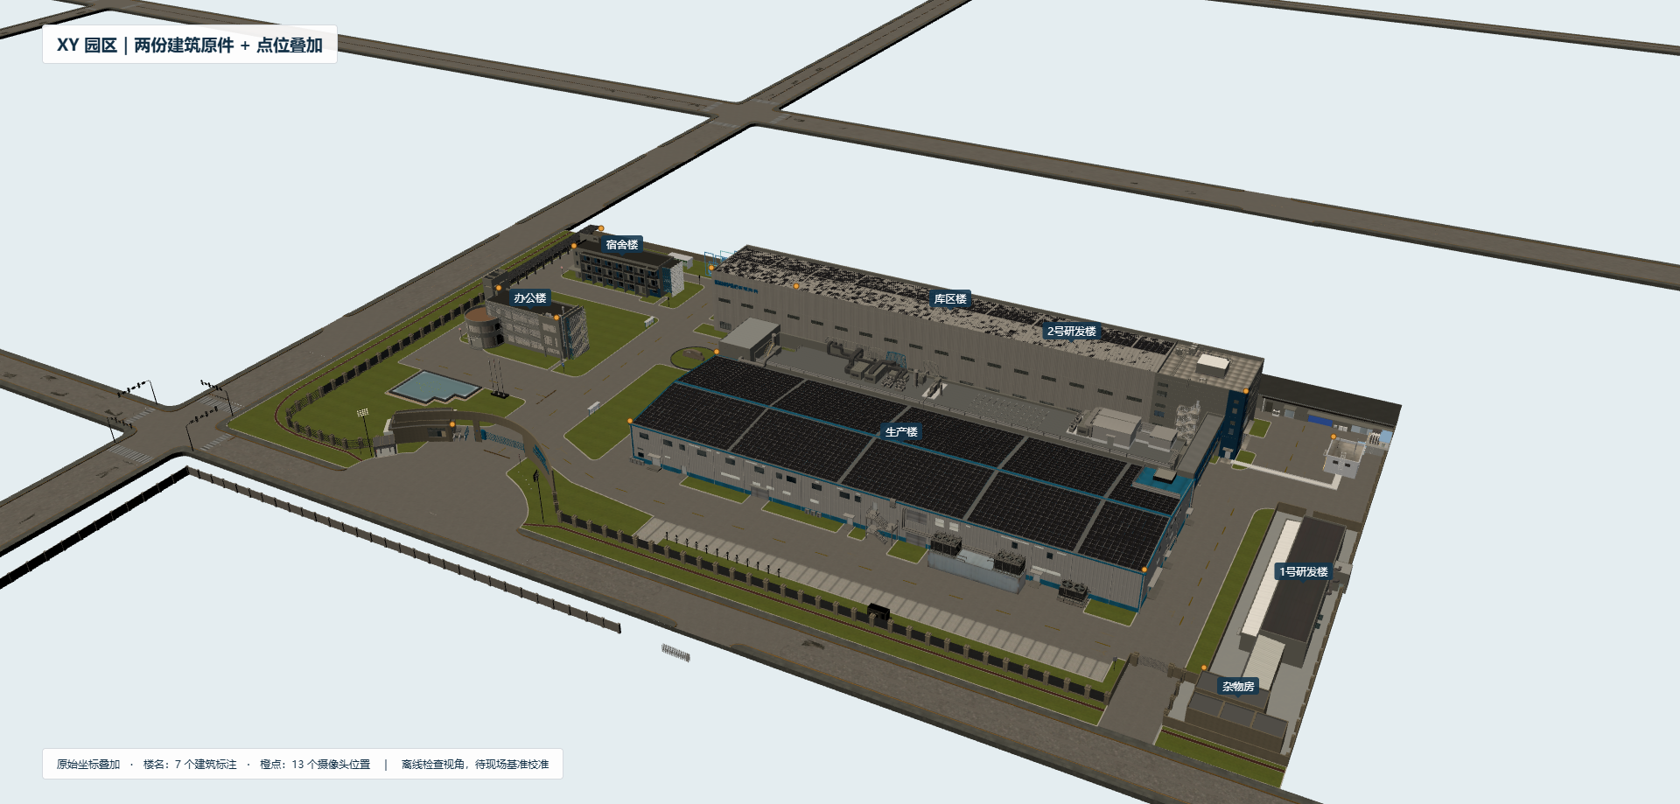 XY 园区｜两份建筑原件 + 点位叠加
宿舍楼
办公楼
库区楼
2号研发楼
生产楼
1号研发楼
杂物房
原始坐标叠加 · 楼名：7 个建筑标注 · 橙点：13 个摄像头位置 ｜ 离线检查视角，待现场基准校准